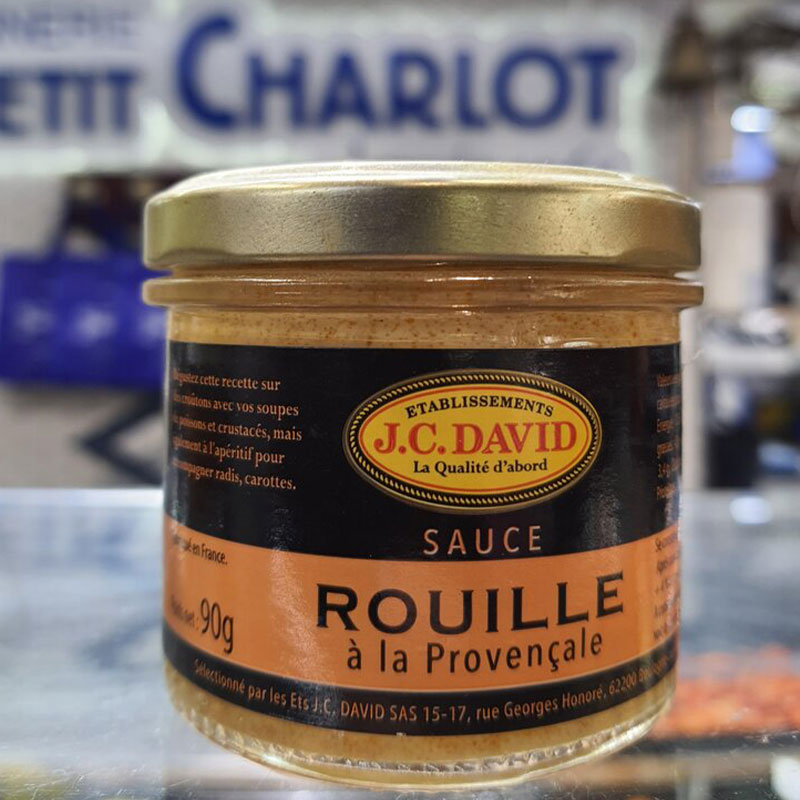 CHARLOT
cette recette sur
croûtons avec vos soupes
poissons et crustacés, mais
à l'apéritif pour
radis, carottes.
ETABLISSEMENTS
J.C. DAVID
La Qualité d'abord
SAUCE
en France.
ROUILLE
à la Provençale
net : 90g
Sélectionné par les Ets J.C. DAVID SAS 15-17, rue Georges Honoré, 62200